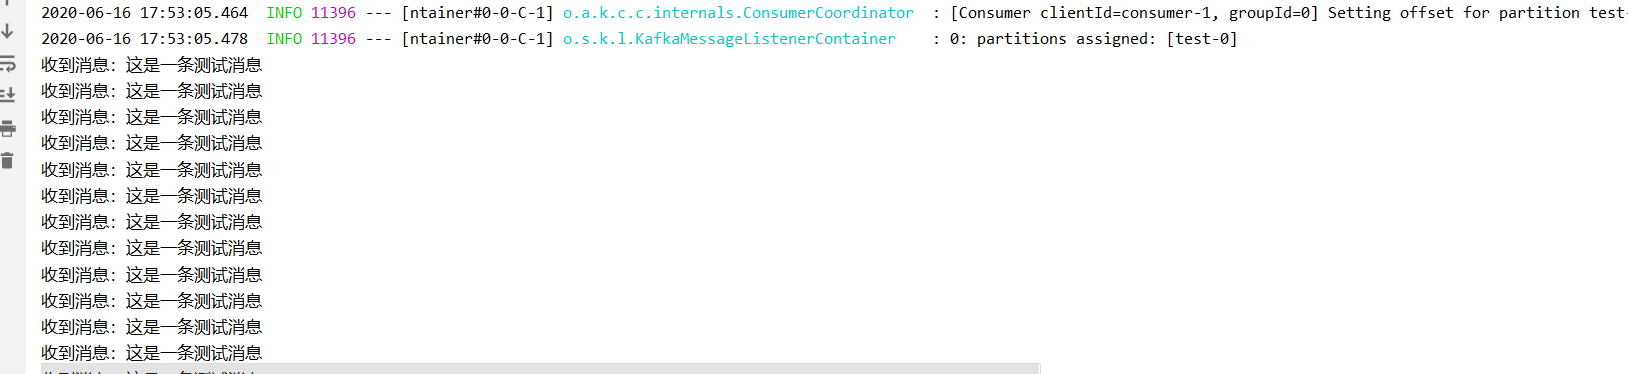 2020-06-16 17:53:05.464  INFO 11396 --- [ntainer#0-0-C-1] o.a.k.c.c.internals.ConsumerCoordinator  : [Consumer clientId=consumer-1, groupId=0] Setting offset for partition test-
2020-06-16 17:53:05.478  INFO 11396 --- [ntainer#0-0-C-1] o.s.k.l.KafkaMessageListenerContainer    : 0: partitions assigned: [test-0]
收到消息：这是一条测试消息
收到消息：这是一条测试消息
收到消息：这是一条测试消息
收到消息：这是一条测试消息
收到消息：这是一条测试消息
收到消息：这是一条测试消息
收到消息：这是一条测试消息
收到消息：这是一条测试消息
收到消息：这是一条测试消息
收到消息：这是一条测试消息
收到消息：这是一条测试消息
收到消息：这是一条测试消息